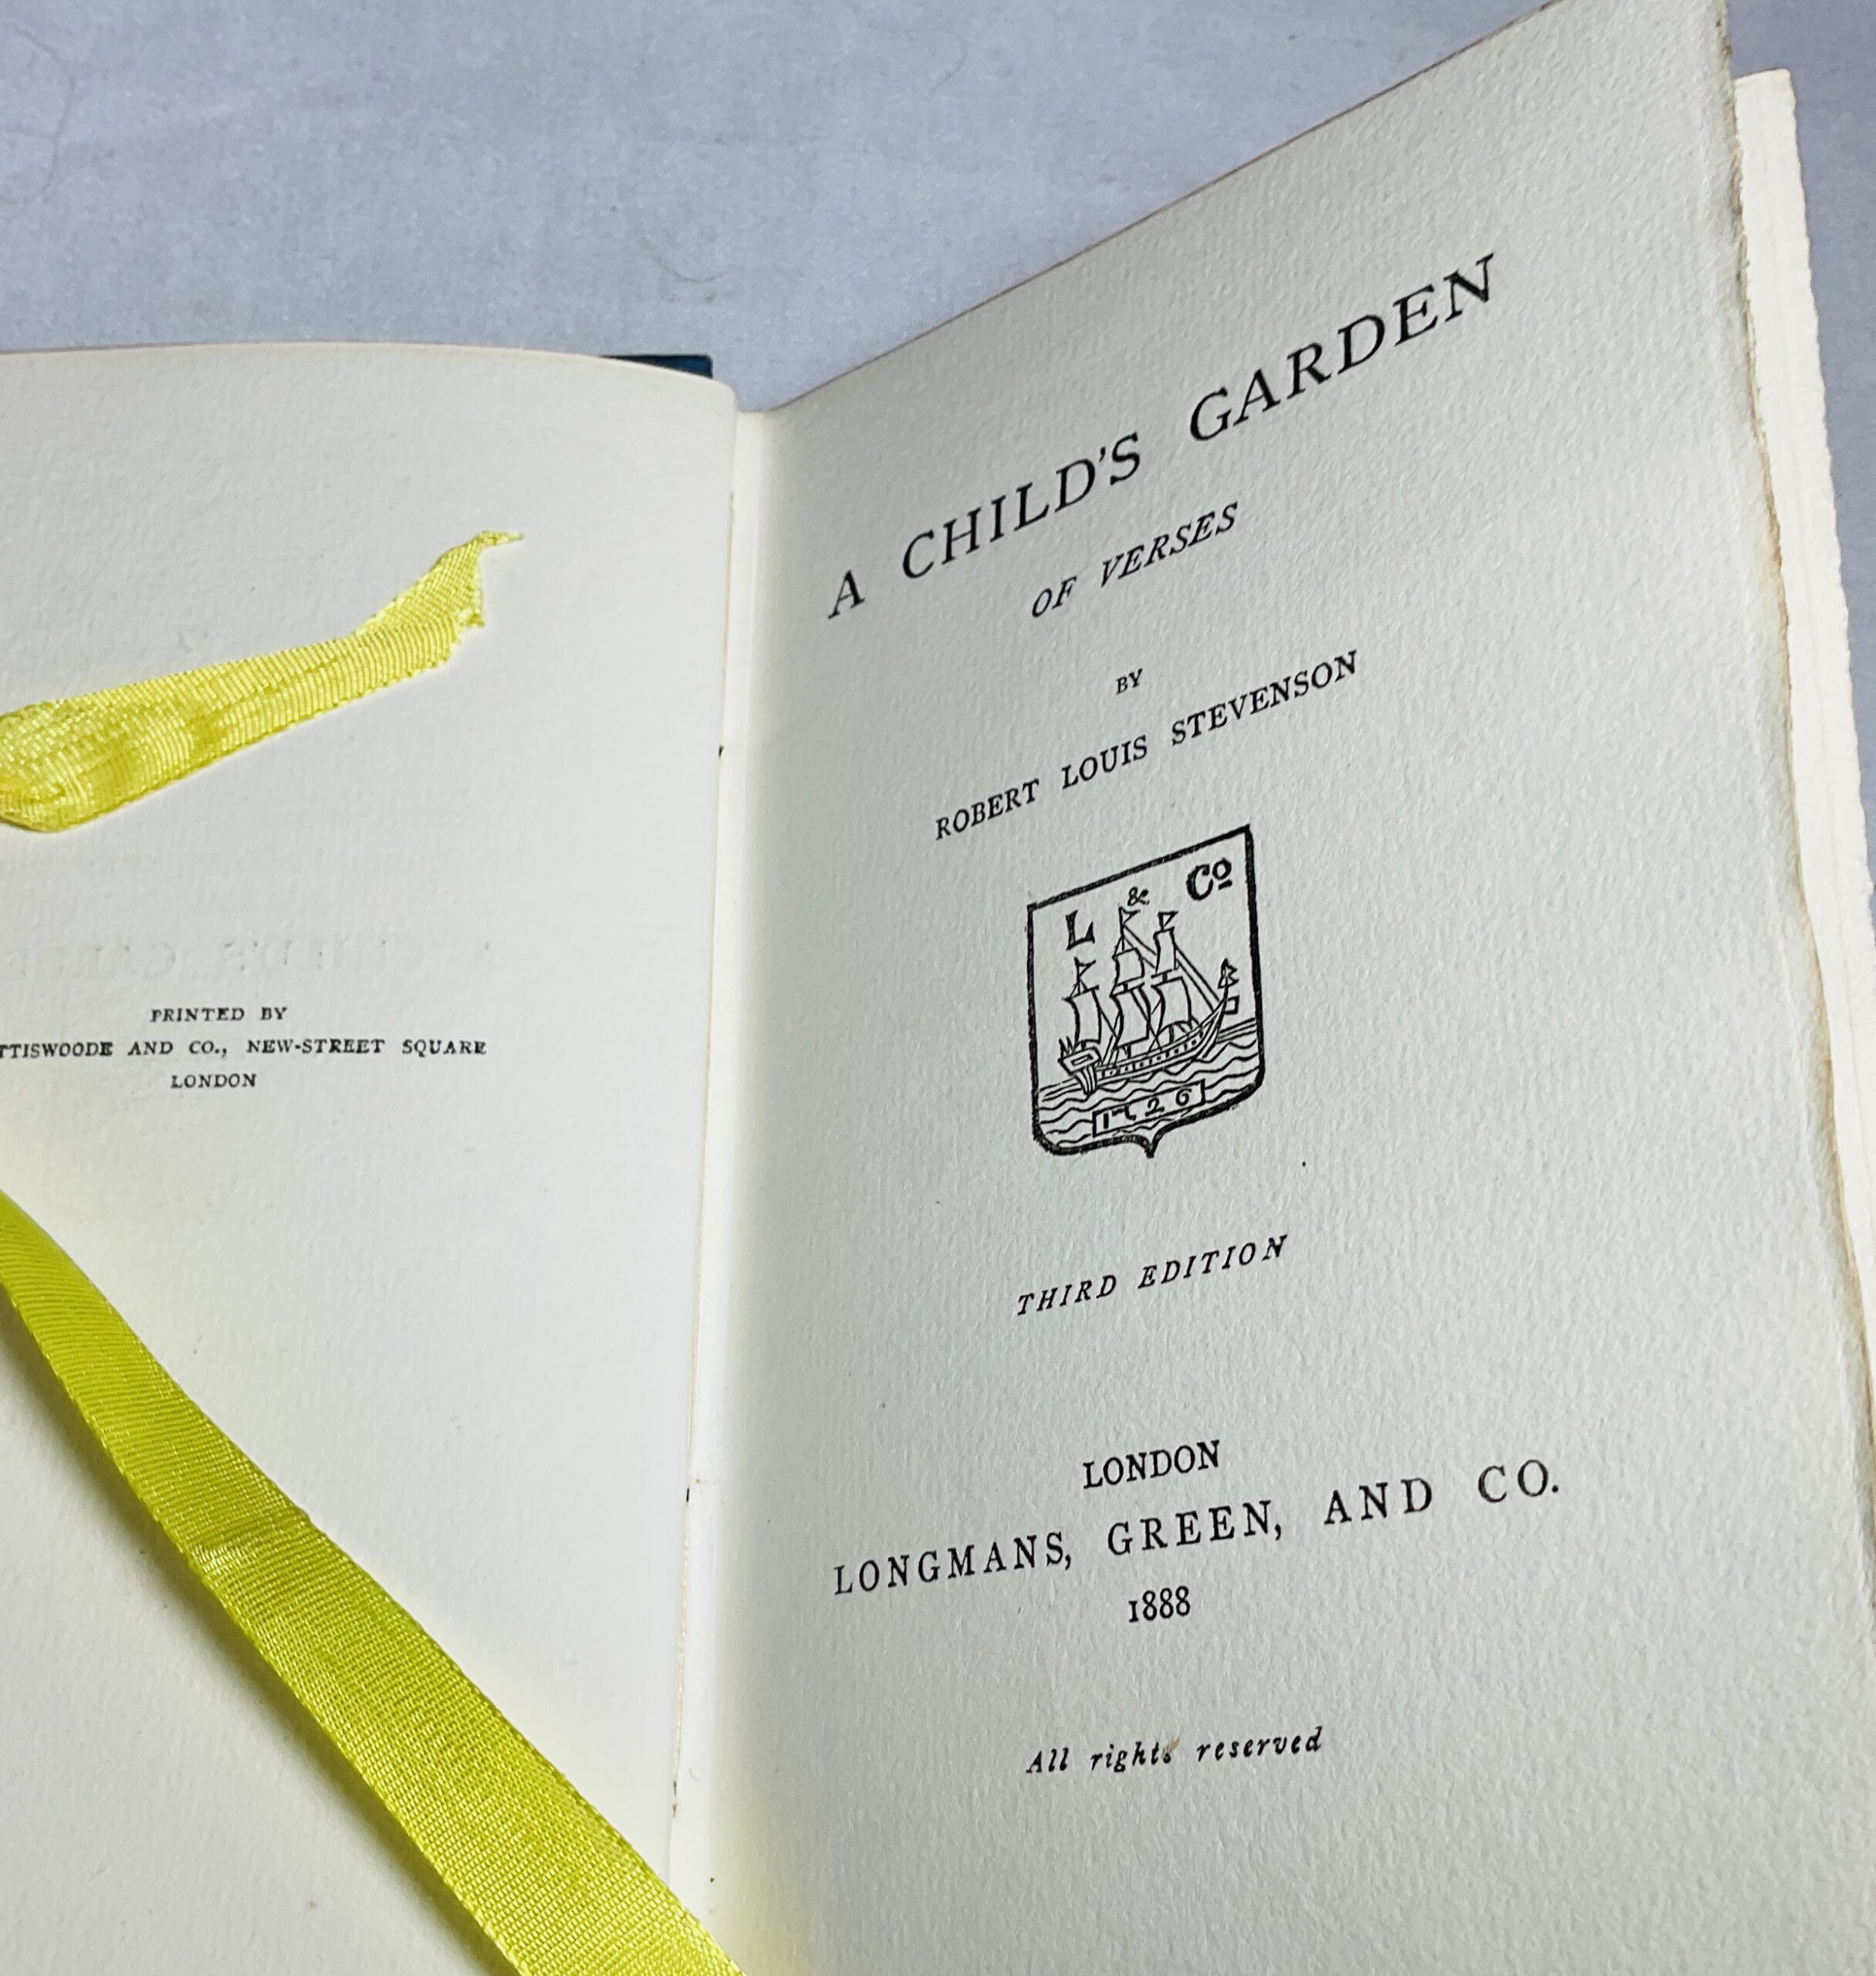 PRINTED BY
TTISWOODE AND CO., NEW-STREET SQUARE
LONDON
A CHILD'S GARDEN
OF VERSES
BY
ROBERT LOUIS STEVENSON
L & Co
1726
THIRD EDITION
LONDON
LONGMANS, GREEN, AND CO.
1888
All rights reserved